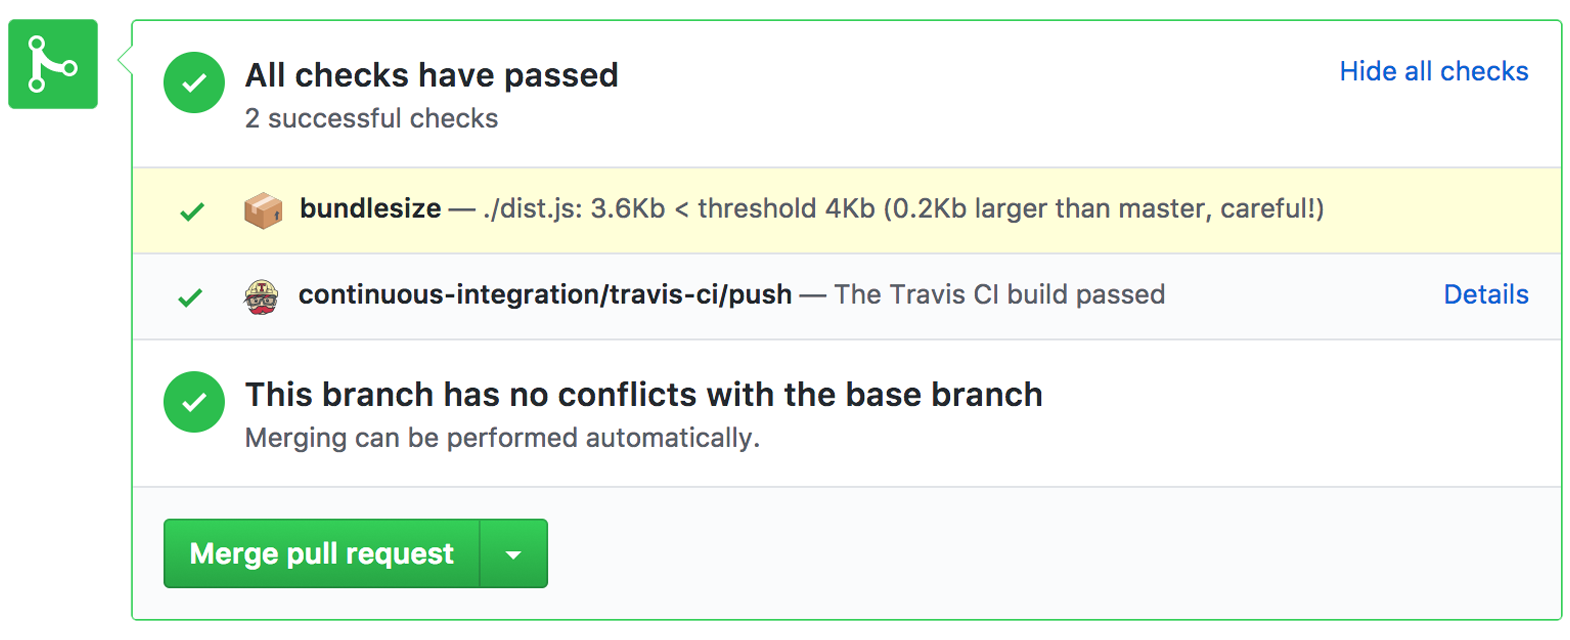 All checks have passed
Hide all checks
2 successful checks
bundlesize — ./dist.js: 3.6Kb < threshold 4Kb (0.2Kb larger than master, careful!)
continuous-integration/travis-ci/push — The Travis CI build passed
Details
This branch has no conflicts with the base branch
Merging can be performed automatically.
Merge pull request